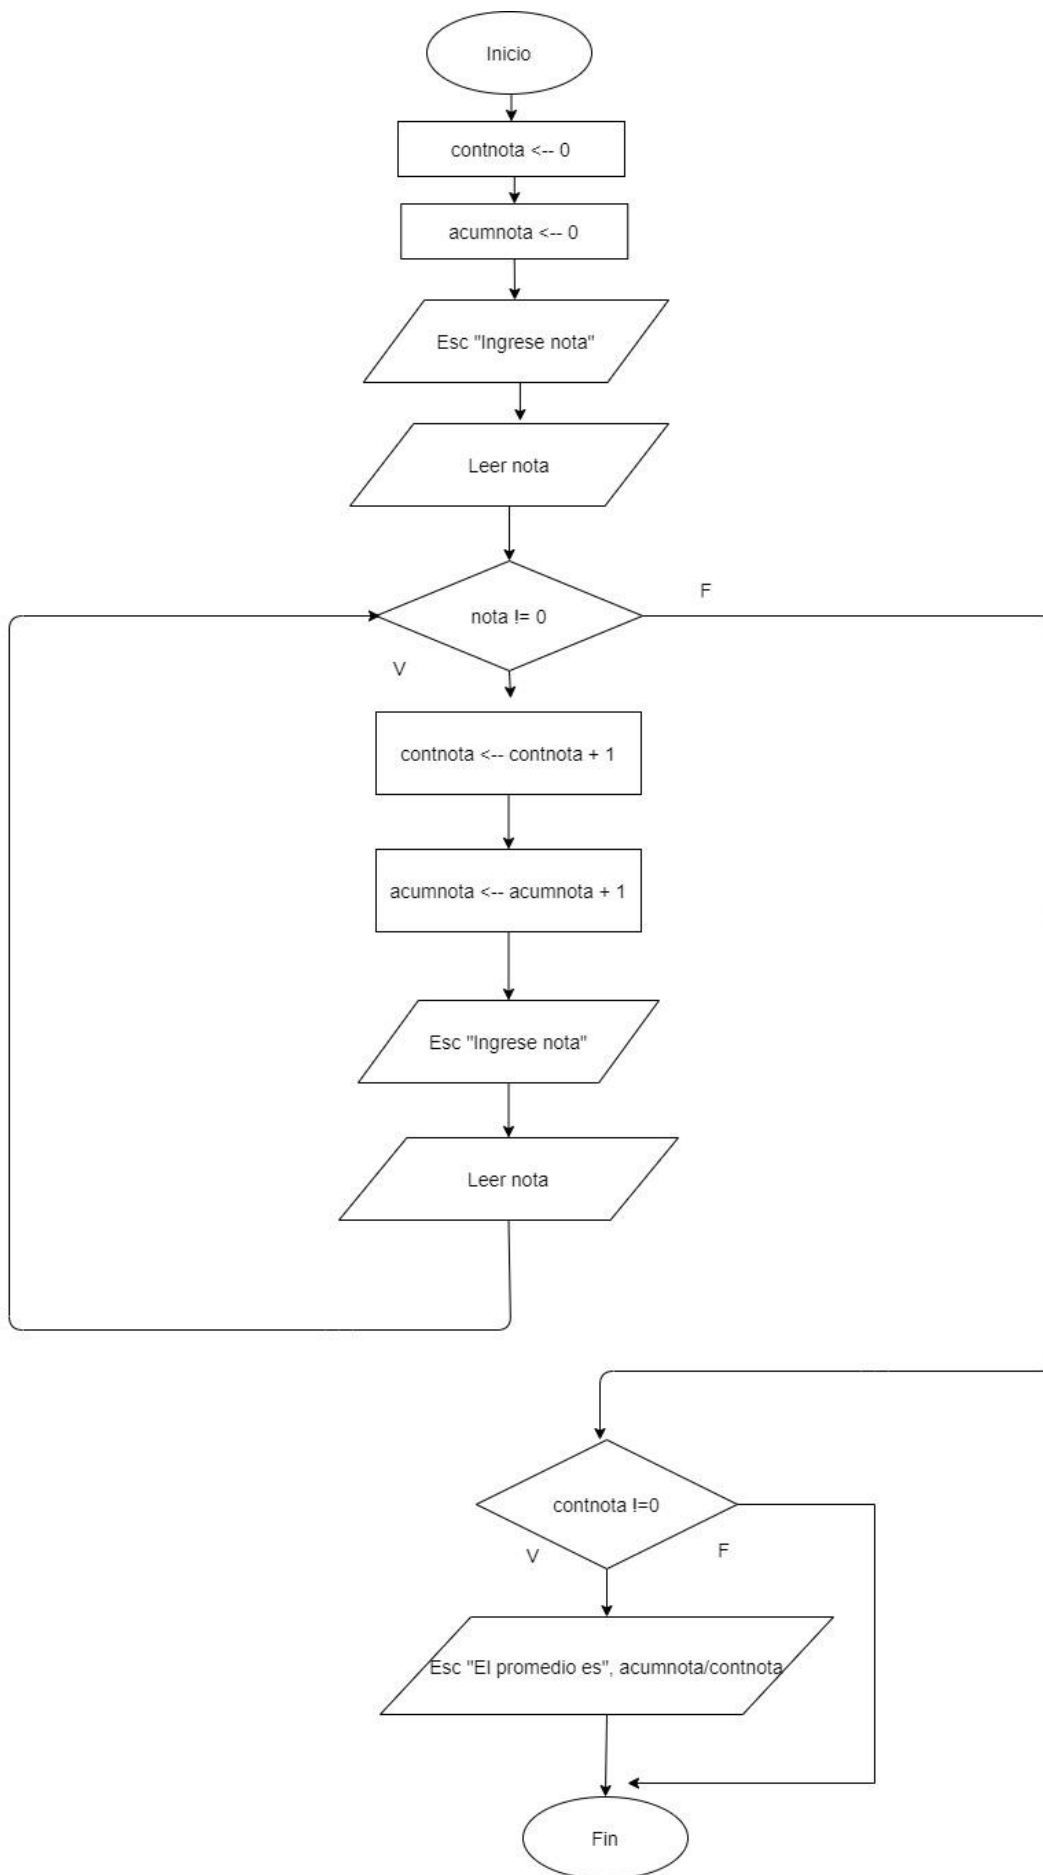 Inicio
contnota <-- 0
acumnota <-- 0
Esc "Ingrese nota"
Leer nota
nota != 0
F
V
contnota <-- contnota + 1
acumnota <-- acumnota + 1
Esc "Ingrese nota"
Leer nota
contnota !=0
V
F
Esc "El promedio es", acumnota/contnota
Fin